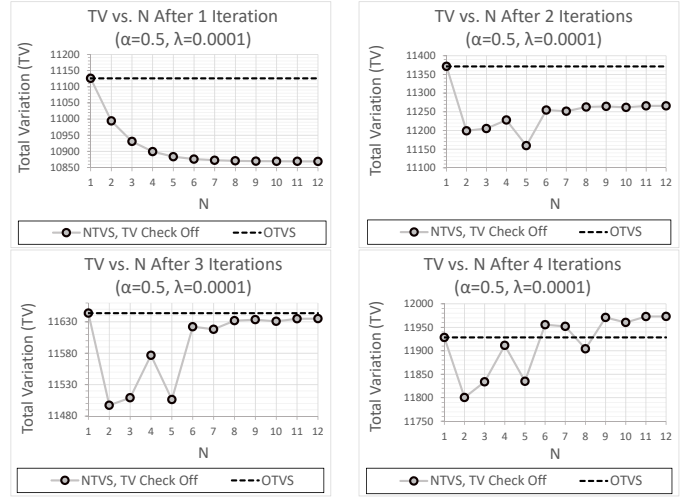 TV vs. N After 1 Iteration
(α=0.5, λ=0.0001)
Total Variation (TV)
11200
11150
11100
11050
11000
10950
10900
10850
1 2 3 4 5 6 7 8 9 10 11 12
N
NTVS, TV Check Off OTVS
TV vs. N After 2 Iterations
(α=0.5, λ=0.0001)
Total Variation (TV)
11400
11350
11300
11250
11200
11150
11100
1 2 3 4 5 6 7 8 9 10 11 12
N
NTVS, TV Check Off OTVS
TV vs. N After 3 Iterations
(α=0.5, λ=0.0001)
Total Variation (TV)
11630
11580
11530
11480
1 2 3 4 5 6 7 8 9 10 11 12
N
NTVS, TV Check Off OTVS
TV vs. N After 4 Iterations
(α=0.5, λ=0.0001)
Total Variation (TV)
12000
11950
11900
11850
11800
11750
1 2 3 4 5 6 7 8 9 10 11 12
N
NTVS, TV Check Off OTVS